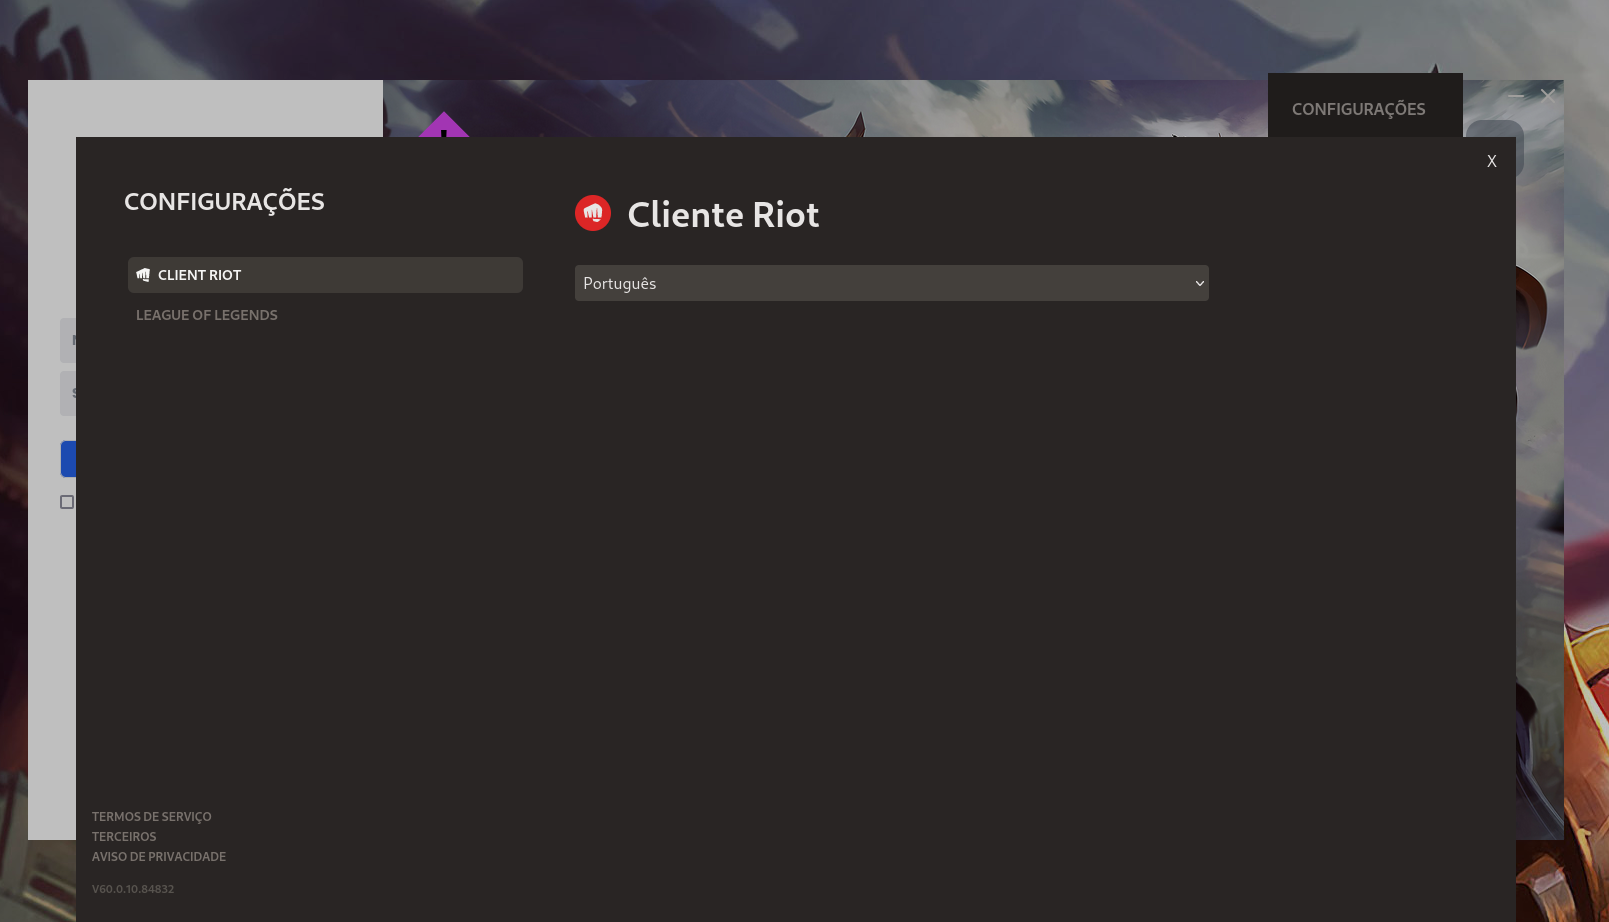 CONFIGURAÇÕES
X
CONFIGURAÇÕES
Cliente Riot
CLIENT RIOT
Português
LEAGUE OF LEGENDS
TERMOS DE SERVIÇO
TERCEIROS
AVISO DE PRIVACIDADE
V60.0.10.84832